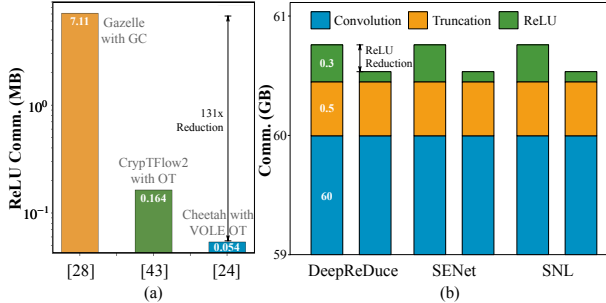 ReLU Comm. (MB)
10⁰
10⁻¹
7.11
Gazelle
with GC
CrypTFlow2
with OT
0.164
131x
Reduction
Cheetah with
VOLE OT
0.054
[28]
[43]
[24]
(a)
Convolution
Truncation
ReLU
Comm. (GB)
61
60
59
0.3
0.5
60
ReLU
Reduction
DeepReDuce
SENet
SNL
(b)